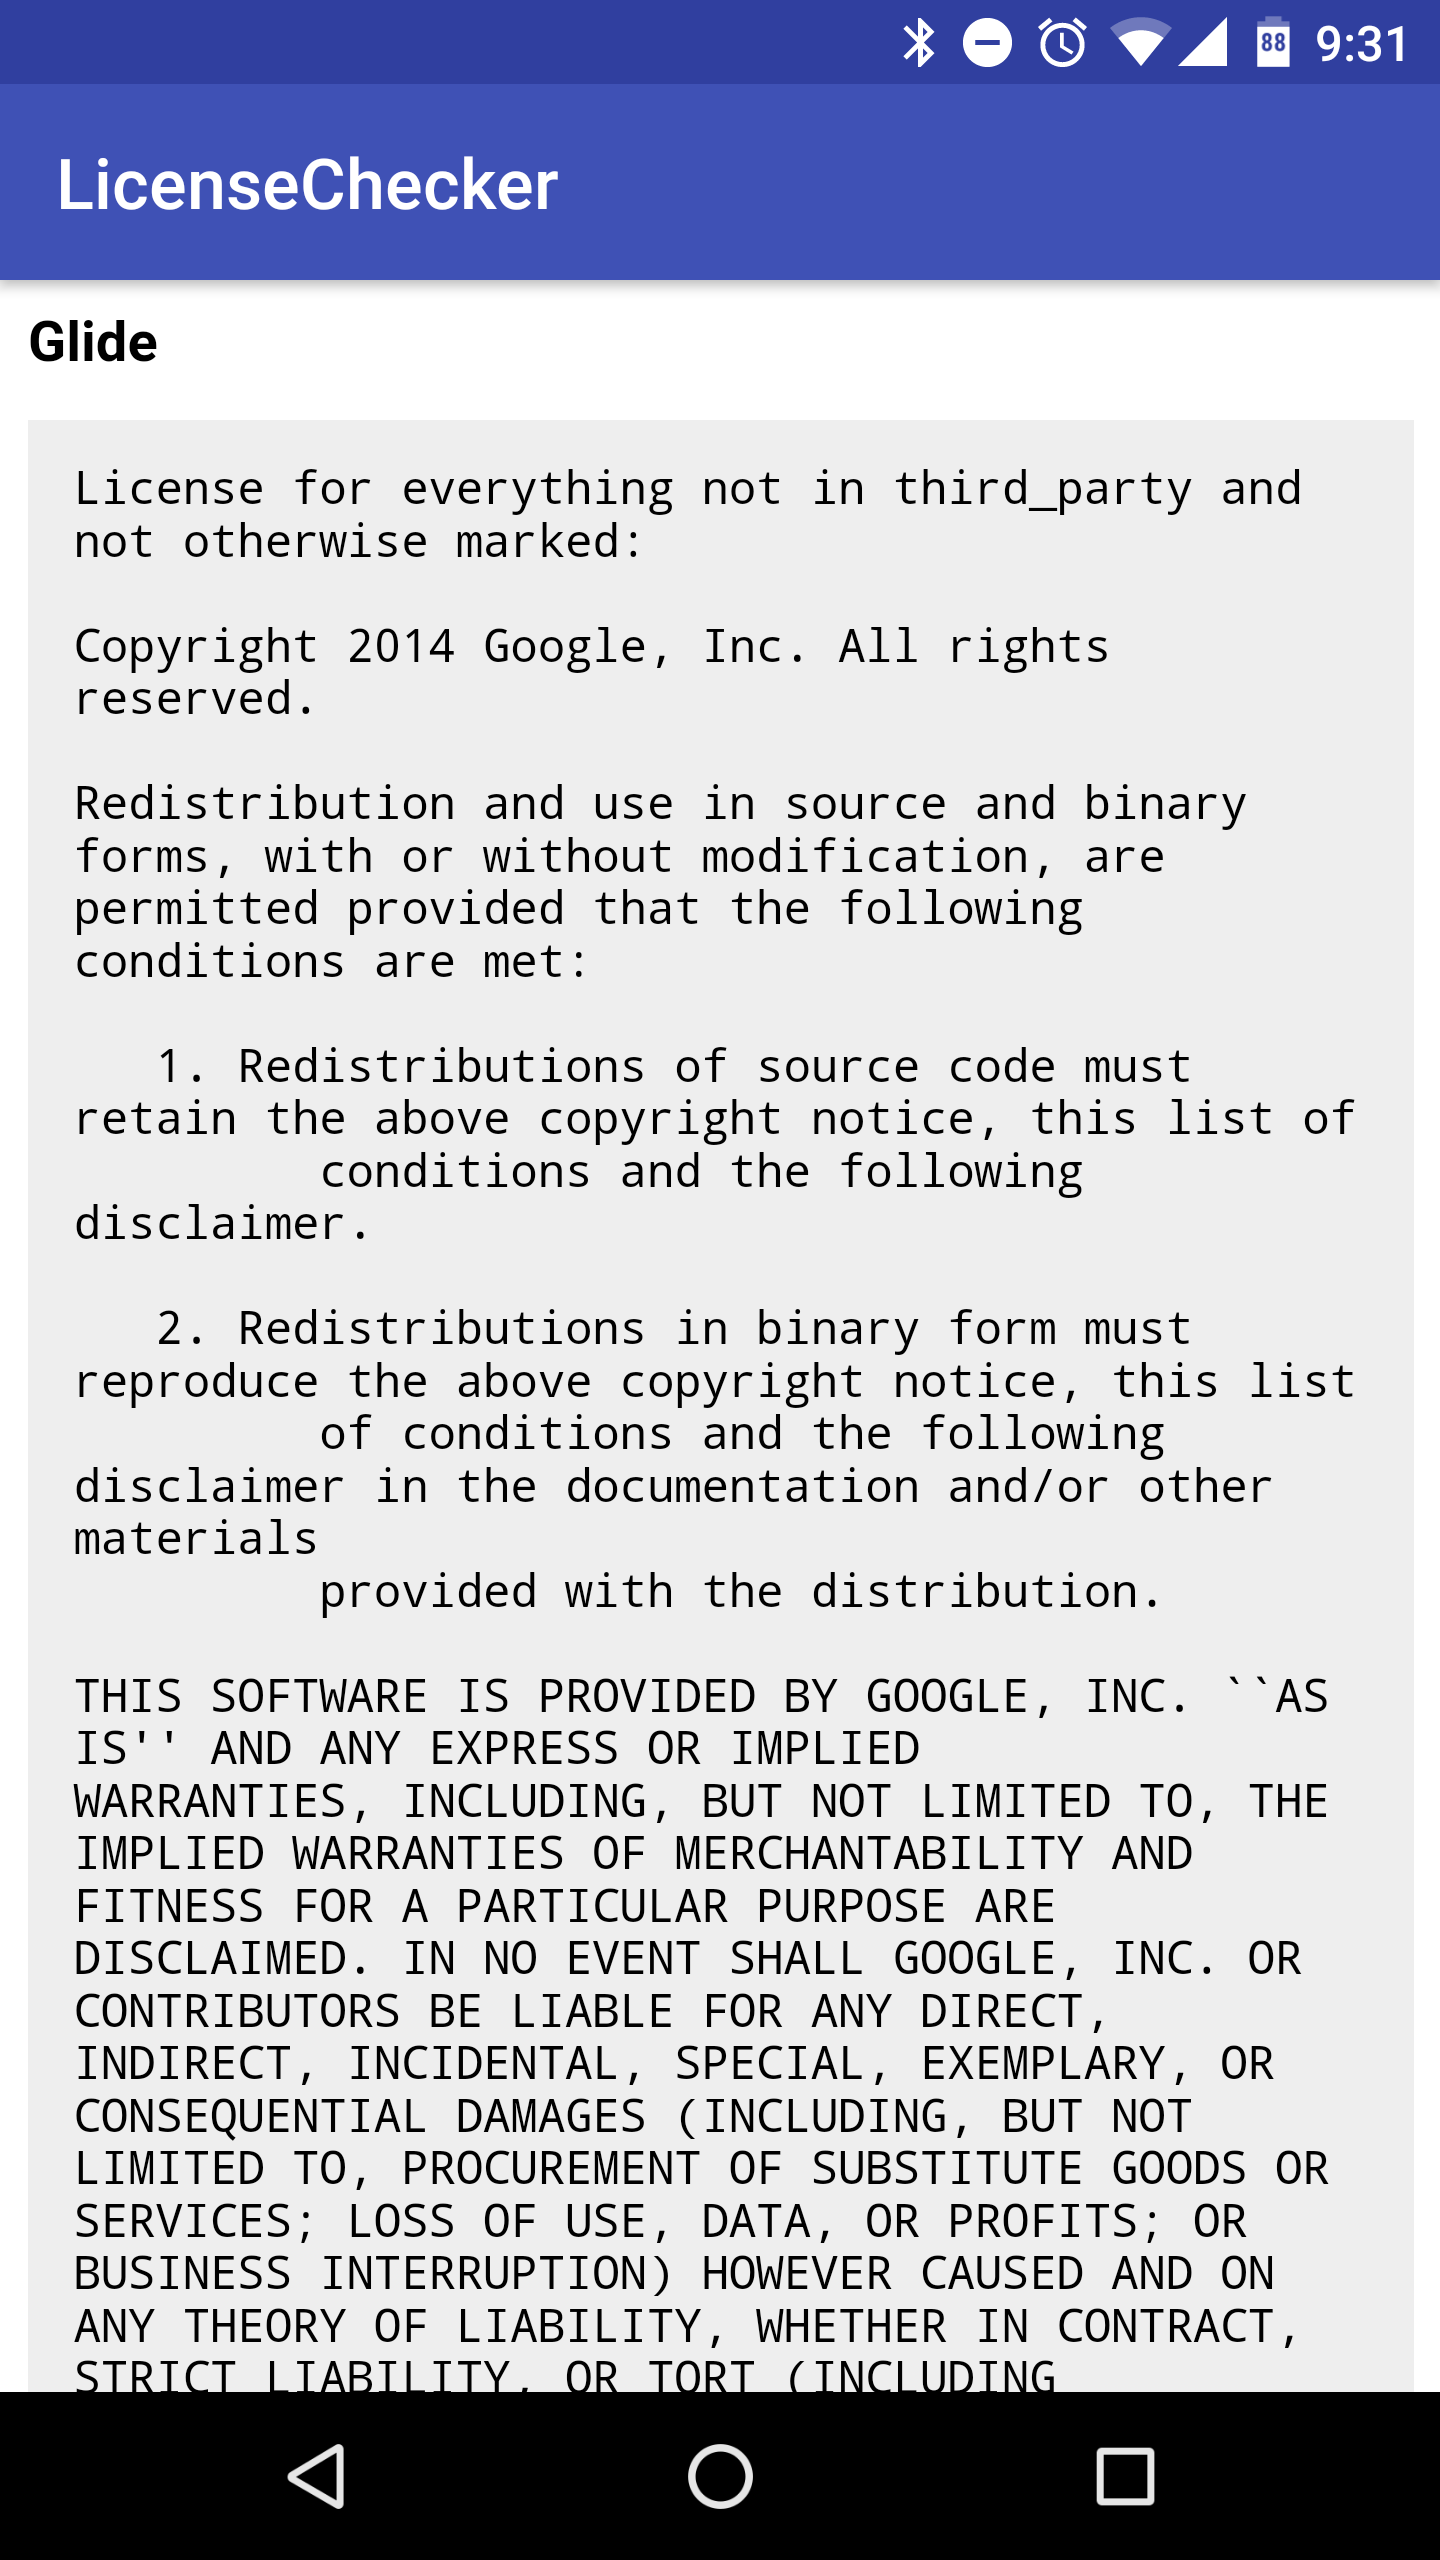 88 9:31
LicenseChecker
Glide
License for everything not in third_party and
not otherwise marked:
Copyright 2014 Google, Inc. All rights
reserved.
Redistribution and use in source and binary
forms, with or without modification, are
permitted provided that the following
conditions are met:
1. Redistributions of source code must
retain the above copyright notice, this list of
conditions and the following
disclaimer.
2. Redistributions in binary form must
reproduce the above copyright notice, this list
of conditions and the following
disclaimer in the documentation and/or other
materials
provided with the distribution.
THIS SOFTWARE IS PROVIDED BY GOOGLE, INC. ``AS
IS'' AND ANY EXPRESS OR IMPLIED
WARRANTIES, INCLUDING, BUT NOT LIMITED TO, THE
IMPLIED WARRANTIES OF MERCHANTABILITY AND
FITNESS FOR A PARTICULAR PURPOSE ARE
DISCLAIMED. IN NO EVENT SHALL GOOGLE, INC. OR
CONTRIBUTORS BE LIABLE FOR ANY DIRECT,
INDIRECT, INCIDENTAL, SPECIAL, EXEMPLARY, OR
CONSEQUENTIAL DAMAGES (INCLUDING, BUT NOT
LIMITED TO, PROCUREMENT OF SUBSTITUTE GOODS OR
SERVICES; LOSS OF USE, DATA, OR PROFITS; OR
BUSINESS INTERRUPTION) HOWEVER CAUSED AND ON
ANY THEORY OF LIABILITY, WHETHER IN CONTRACT,
STRICT LIABILITY, OR TORT (INCLUDING